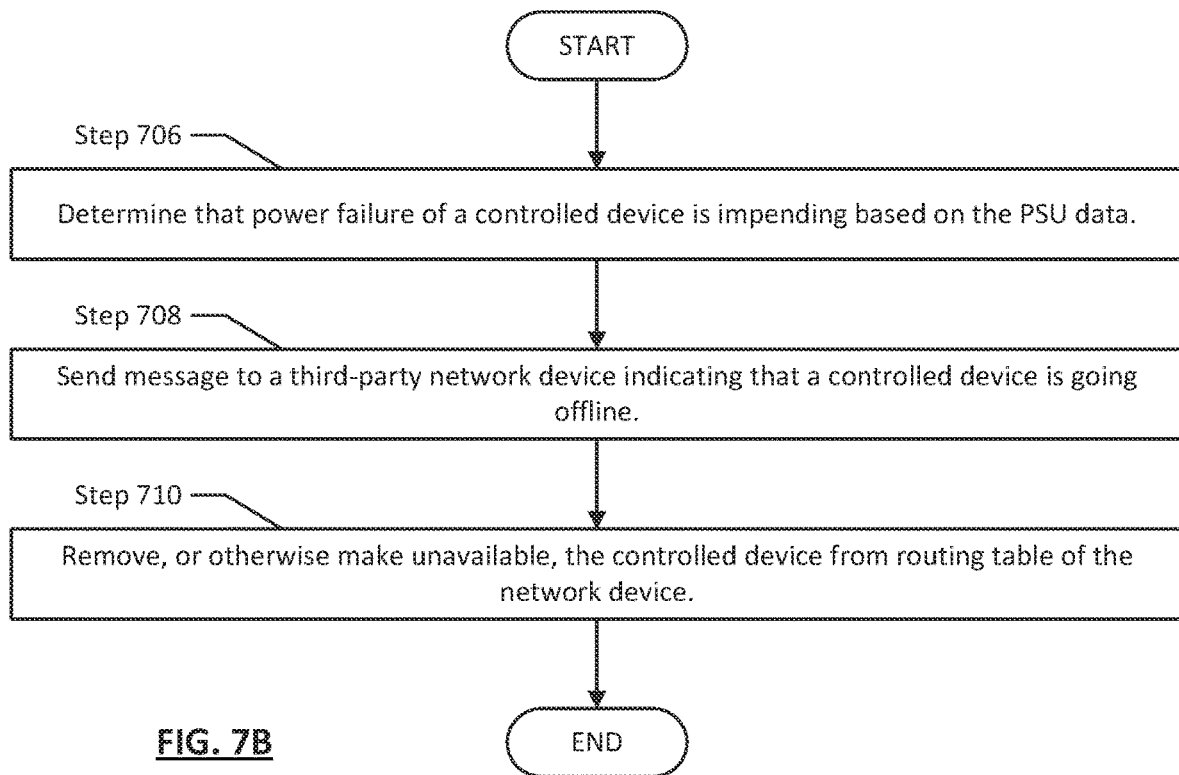 START
Step 706
Determine that power failure of a controlled device is impending based on the PSU data.
Step 708
Send message to a third-party network device indicating that a controlled device is going
offline.
Step 710
Remove, or otherwise make unavailable, the controlled device from routing table of the
network device.
FIG. 7B
END